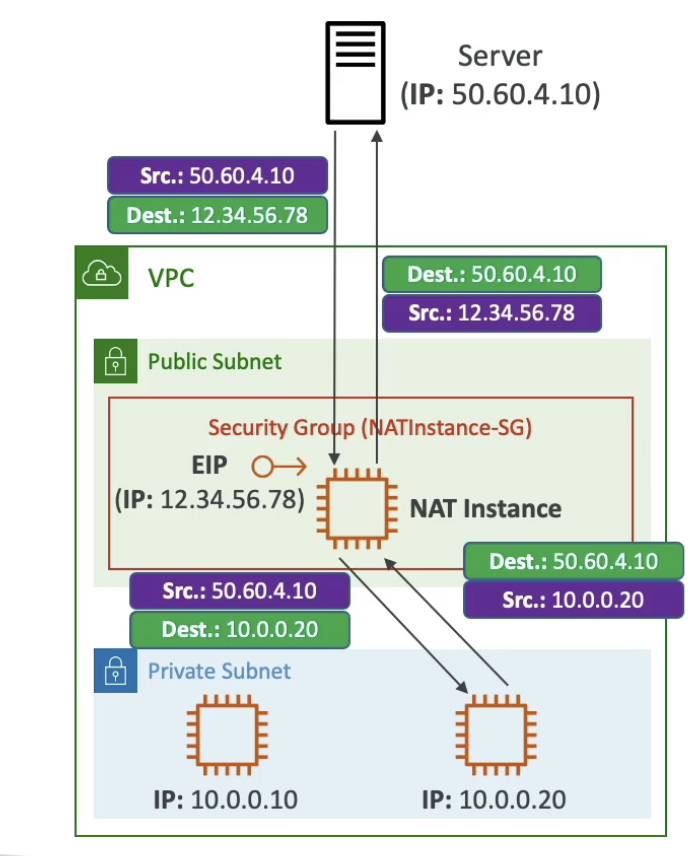 Server
(IP: 50.60.4.10)
Src.: 50.60.4.10
Dest.: 12.34.56.78
VPC
Dest.: 50.60.4.10
Src.: 12.34.56.78
Public Subnet
Security Group (NATInstance-SG)
EIP
(IP: 12.34.56.78)
NAT Instance
Dest.: 50.60.4.10
Src.: 10.0.0.20
Src.: 50.60.4.10
Dest.: 10.0.0.20
Private Subnet
IP: 10.0.0.10
IP: 10.0.0.20